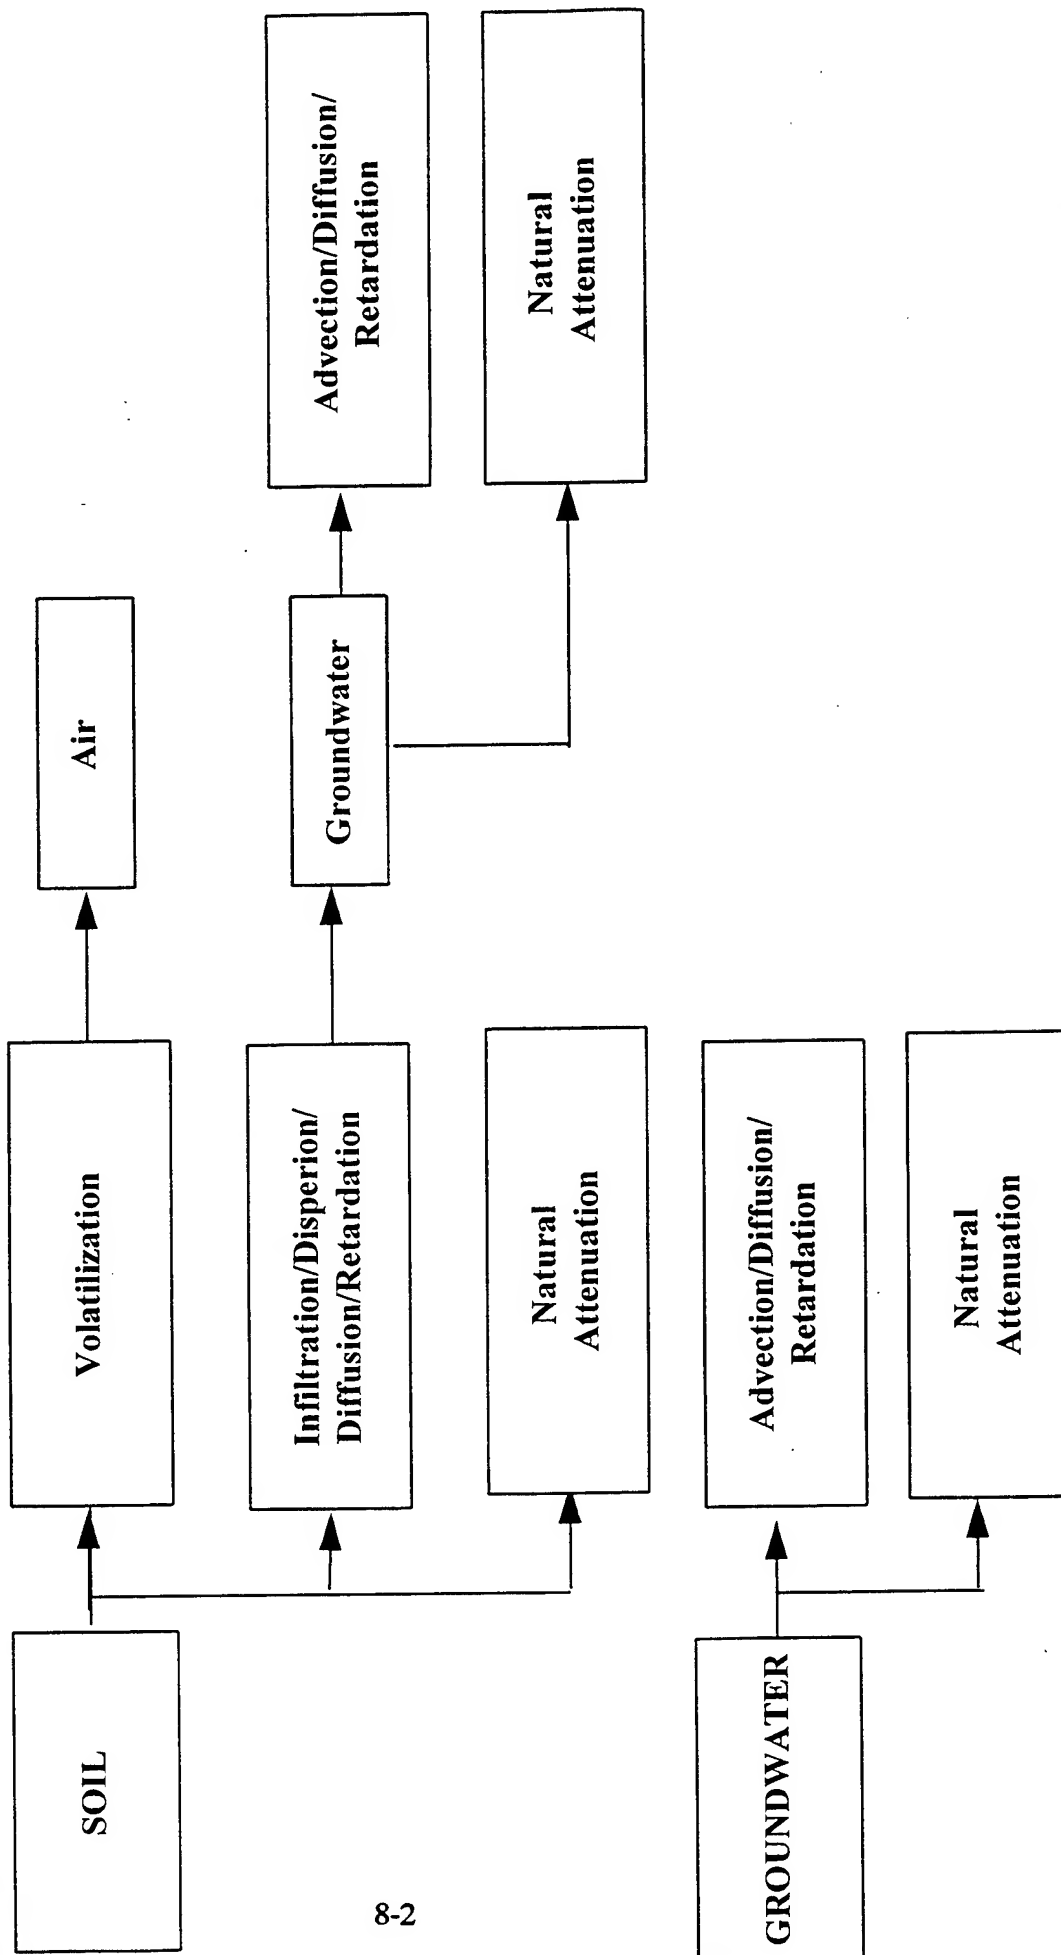 SOIL
Volatilization
Air
Infiltration/Disperion/
Diffusion/Retardation
Groundwater
Advection/Diffusion/
Retardation
Natural
Attenuation
Natural
Attenuation
GROUNDWATER
Advection/Diffusion/
Retardation
Natural
Attenuation
8-2